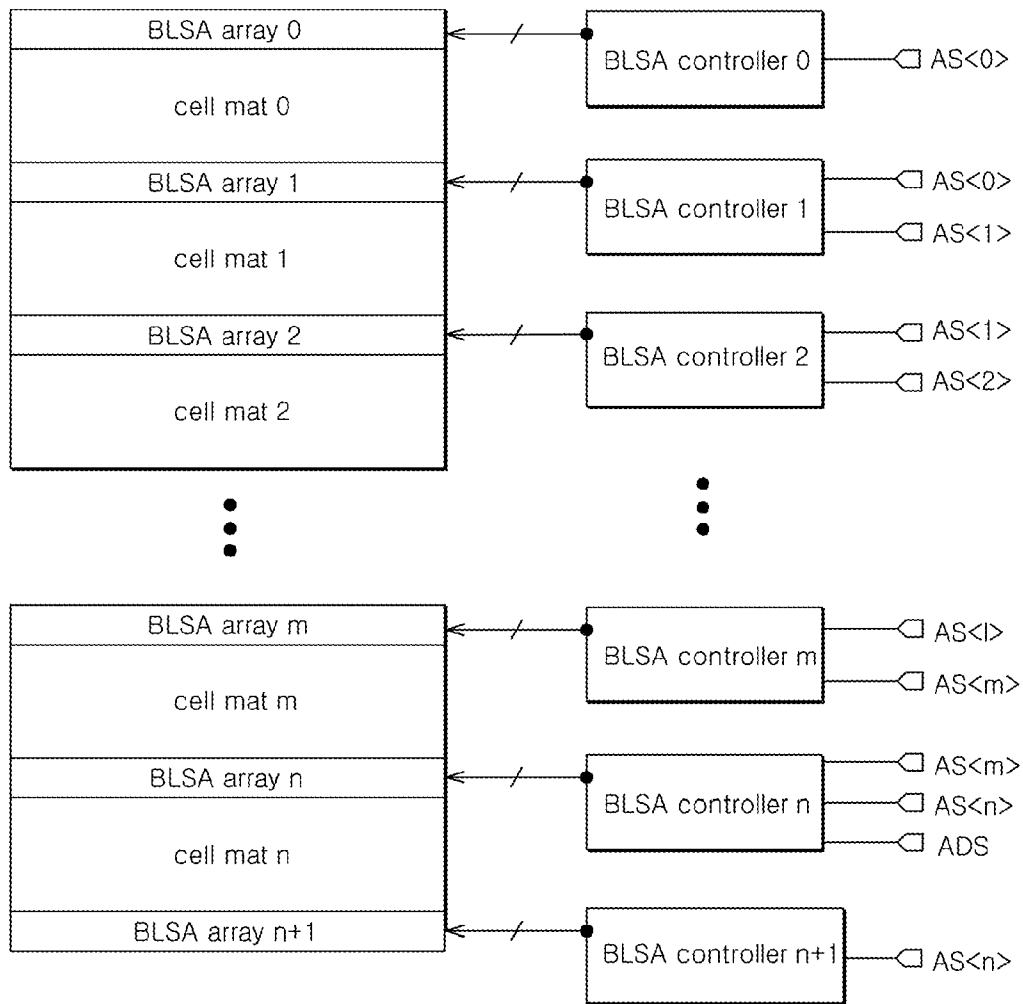 BLSA array 0
BLSA controller 0
AS<0>
cell mat 0
BLSA array 1
BLSA controller 1
AS<0>
AS<1>
cell mat 1
BLSA array 2
BLSA controller 2
AS<1>
AS<2>
cell mat 2
BLSA array m
BLSA controller m
AS<l>
AS<m>
cell mat m
BLSA array n
BLSA controller n
AS<m>
AS<n>
ADS
cell mat n
BLSA array n+1
BLSA controller n+1
AS<n>